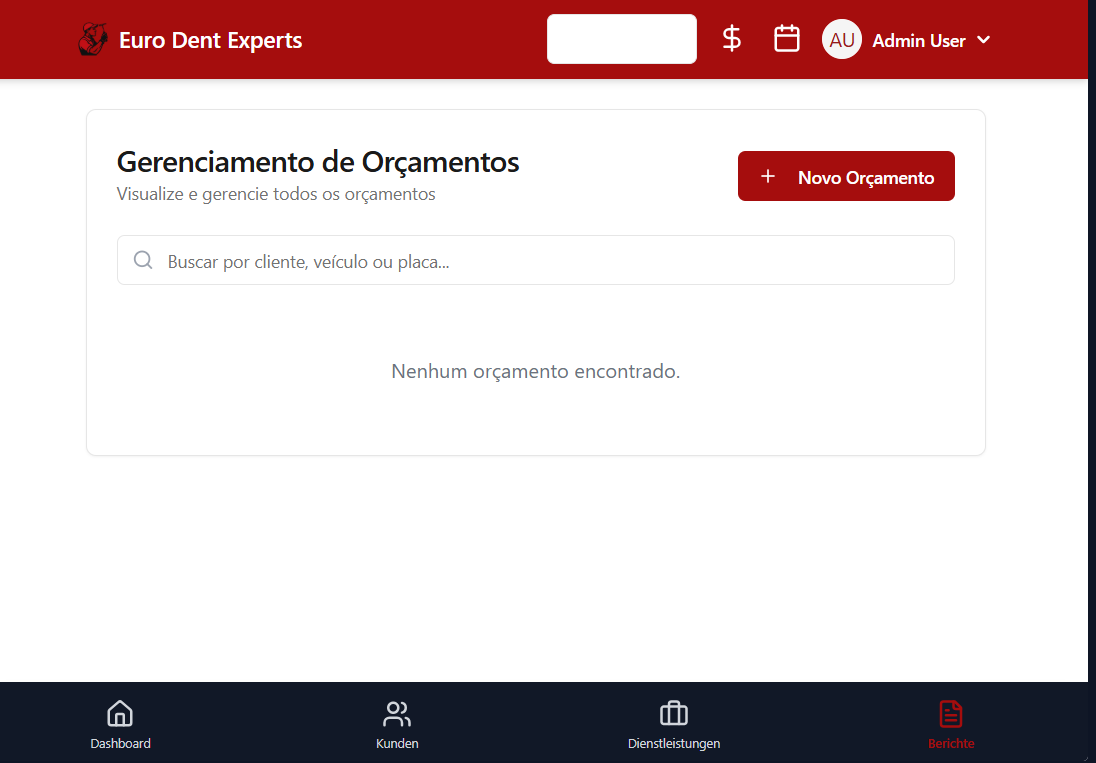 Euro Dent Experts
AU
Admin User
Gerenciamento de Orçamentos
Visualize e gerencie todos os orçamentos
Novo Orçamento
Buscar por cliente, veículo ou placa...
Nenhum orçamento encontrado.
Dashboard
Kunden
Dienstleistungen
Berichte